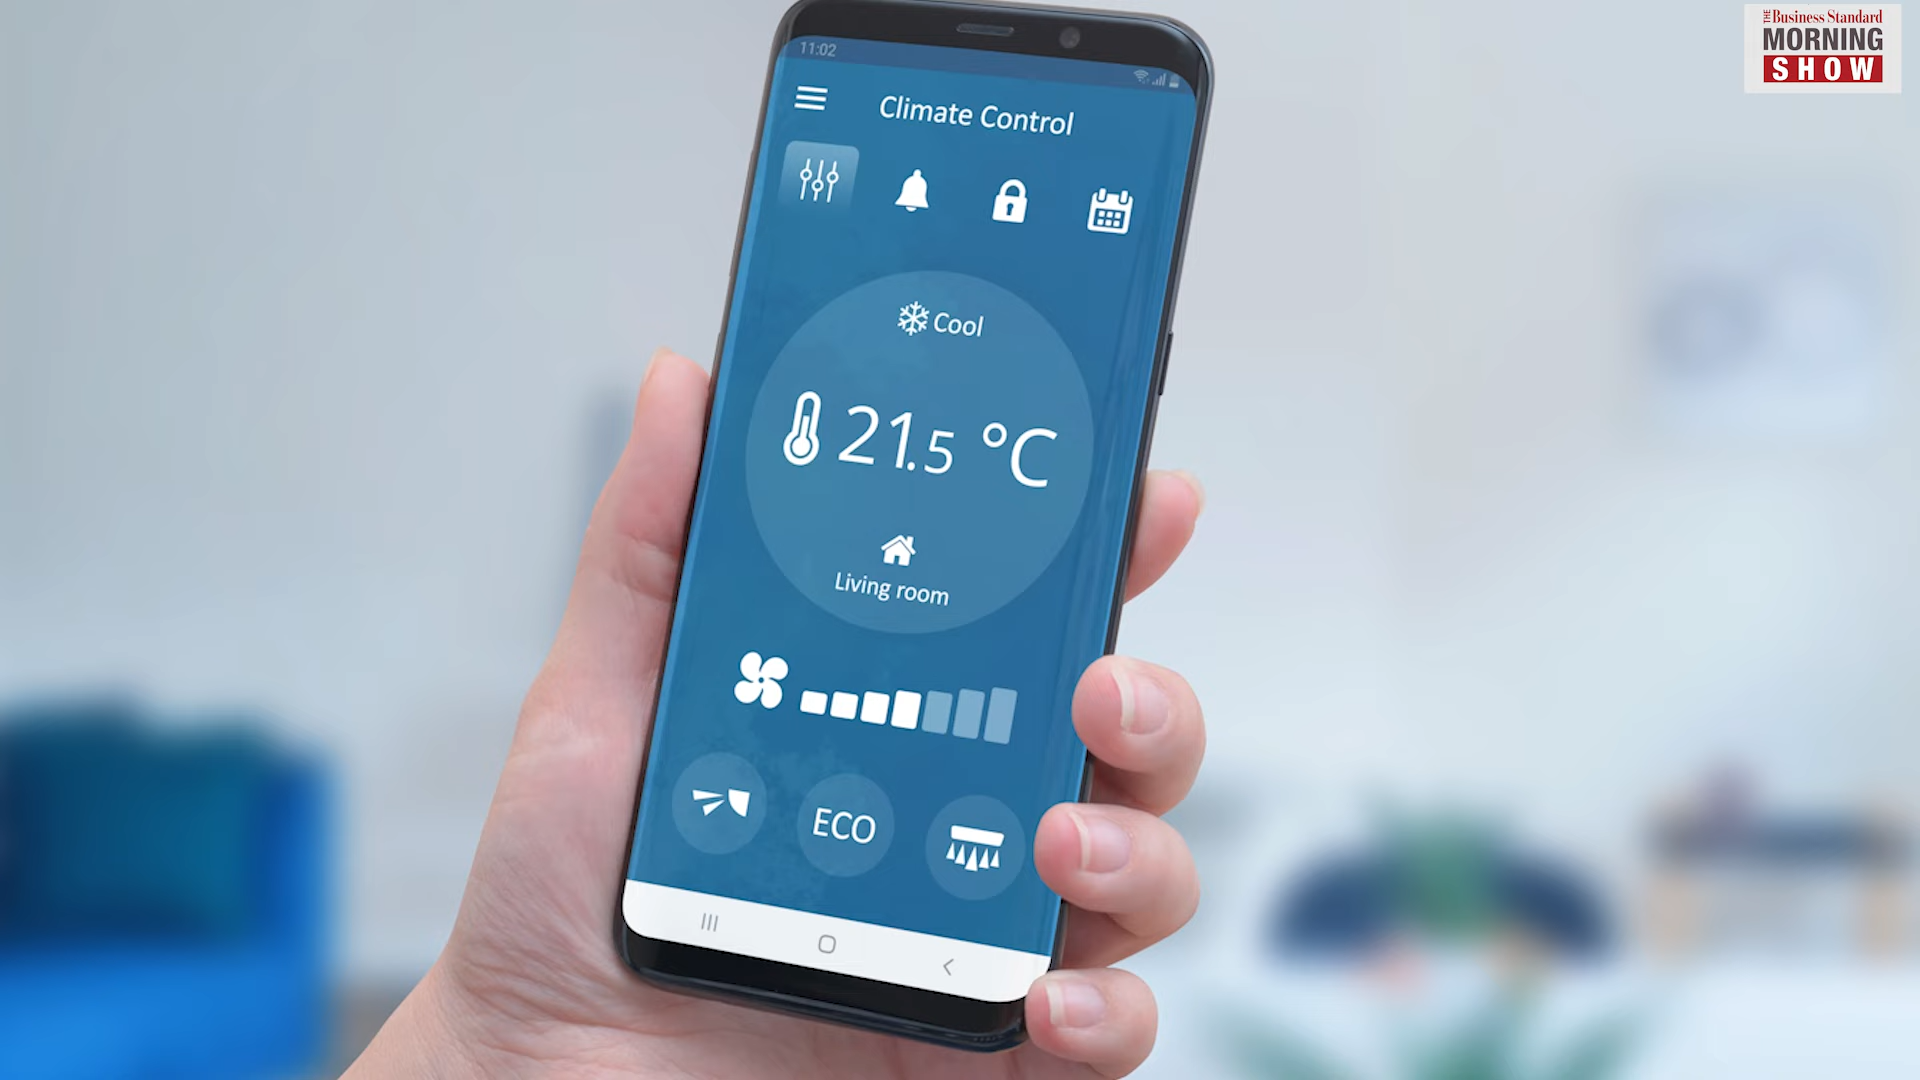 THE Business Standard
MORNING
SHOW
11:02
Climate Control
Cool
21.5 °C
Living room
ECO